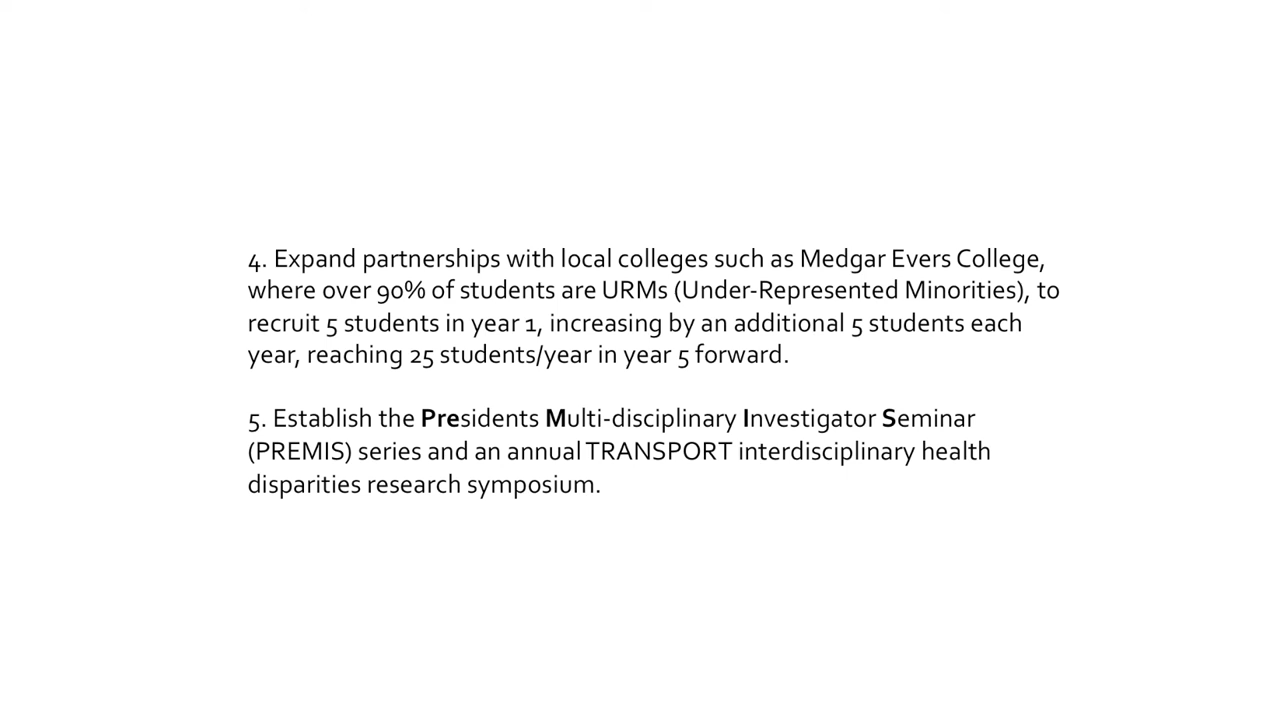 4. Expand partnerships with local colleges such as Medgar Evers College,
where over 90% of students are URMs (Under-Represented Minorities), to
recruit 5 students in year 1, increasing by an additional 5 students each
year, reaching 25 students/year in year 5 forward.
5. Establish the Presidents Multi-disciplinary Investigator Seminar
(PREMIS) series and an annual TRANSPORT interdisciplinary health
disparities research symposium.